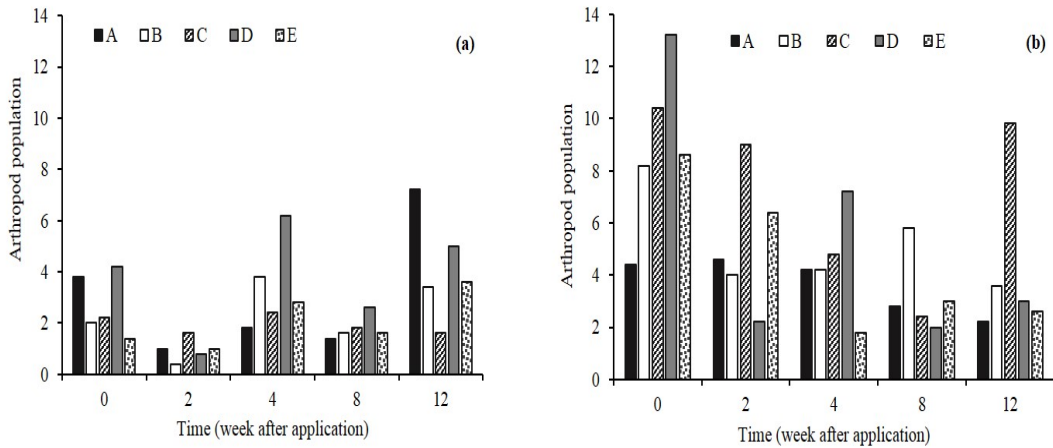 14
12
10
8
6
4
2
0
Arthropod population
A B C D E
(a)
0 2 4 8 12
Time (week after application)
14
12
10
8
6
4
2
0
Arthropod population
A B C D E
(b)
0 2 4 8 12
Time (week after application)